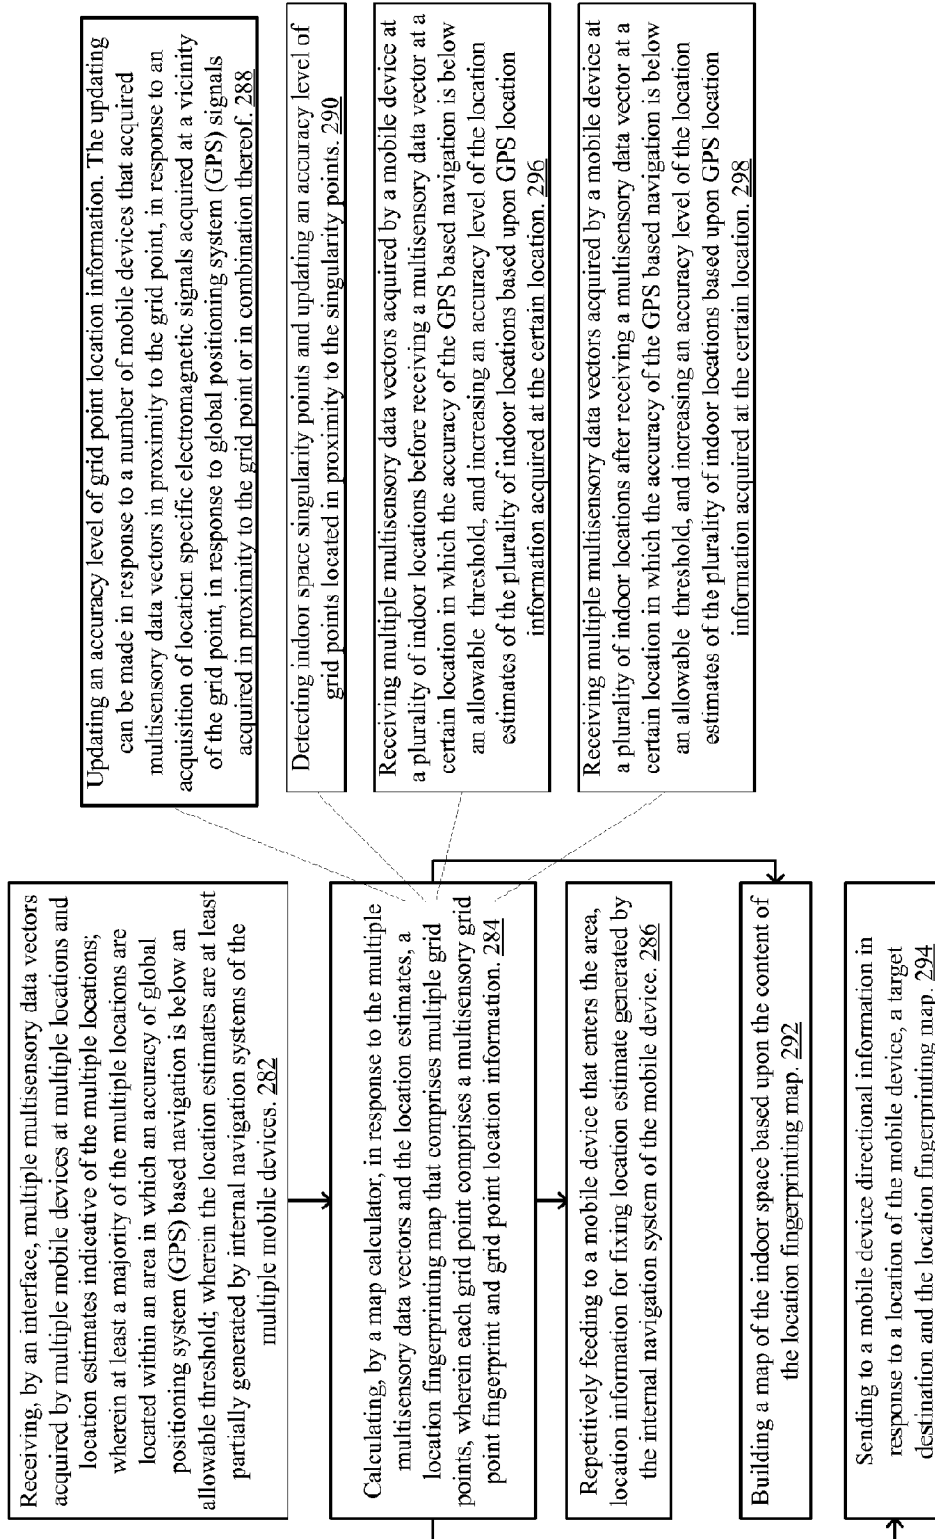 Receiving, by an interface, multiple multisensory data vectors
acquired by multiple mobile devices at multiple locations and
location estimates indicative of the multiple locations;
wherein at least a majority of the multiple locations are
located within an area in which an accuracy of global
positioning system (GPS) based navigation is below an
allowable threshold; wherein the location estimates are at least
partially generated by internal navigation systems of the
multiple mobile devices. 282
Calculating, by a map calculator, in response to the multiple
multisensory data vectors and the location estimates, a
location fingerprinting map that comprises multiple grid
points, wherein each grid point comprises a multisensory grid
point fingerprint and grid point location information. 284
Repetitively feeding to a mobile device that enters the area,
location information for fixing location estimate generated by
the internal navigation system of the mobile device. 286
Building a map of the indoor space based upon the content of
the location fingerprinting map. 292
Sending to a mobile device directional information in
response to a location of the mobile device, a target
destination and the location fingerprinting map. 294
Updating an accuracy level of grid point location information. The updating
can be made in response to a number of mobile devices that acquired
multisensory data vectors in proximity to the grid point, in response to an
acquisition of location specific electromagnetic signals acquired at a vicinity
of the grid point, in response to global positioning system (GPS) signals
acquired in proximity to the grid point or in combination thereof. 288
Detecting indoor space singularity points and updating an accuracy level of
grid points located in proximity to the singularity points. 290
Receiving multiple multisensory data vectors acquired by a mobile device at
a plurality of indoor locations before receiving a multisensory data vector at a
certain location in which the accuracy of the GPS based navigation is below
an allowable threshold, and increasing an accuracy level of the location
estimates of the plurality of indoor locations based upon GPS location
information acquired at the certain location. 296
Receiving multiple multisensory data vectors acquired by a mobile device at
a plurality of indoor locations after receiving a multisensory data vector at a
certain location in which the accuracy of the GPS based navigation is below
an allowable threshold, and increasing an accuracy level of the location
estimates of the plurality of indoor locations based upon GPS location
information acquired at the certain location. 298